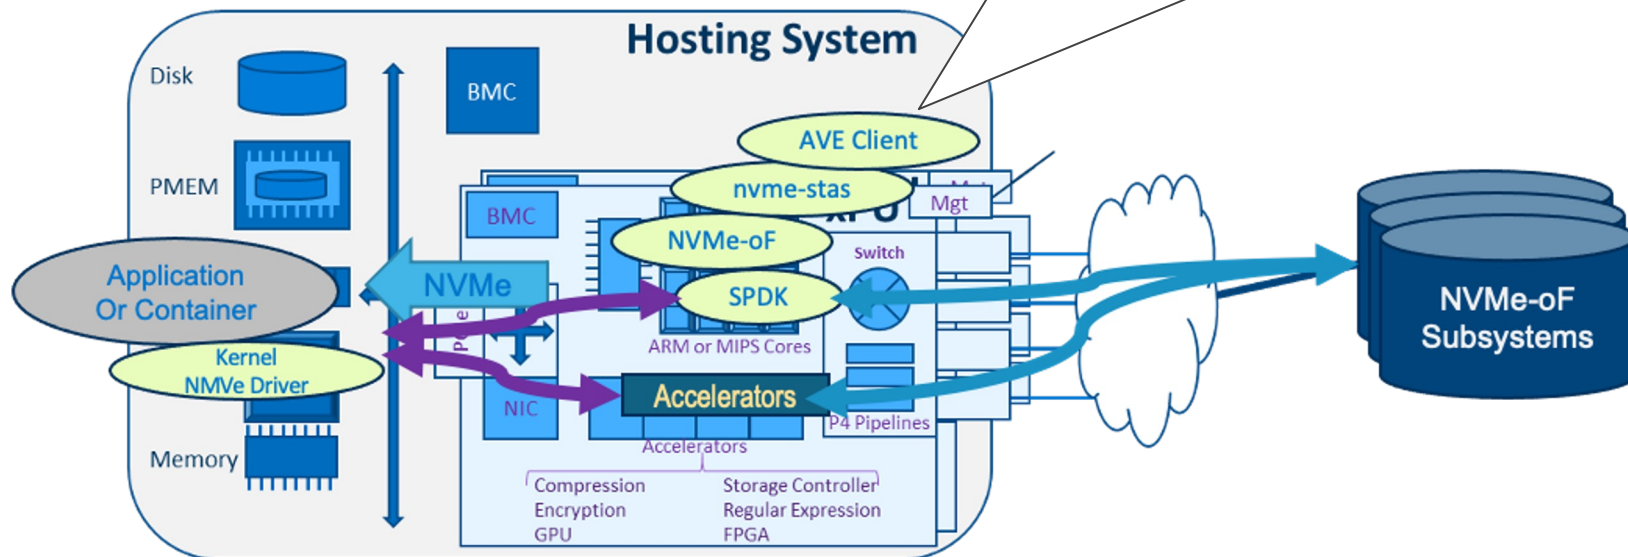 Hosting System
Disk
BMC
AVE Client
PMEM
nvme-stas
BMC
xPU
Mgt
NVMe-oF
Switch
Application
Or Container
NVMe
SPDK
NVMe-oF
Subsystems
ARM or MIPS Cores
Kernel
NMVe Driver
Accelerators
NIC
P4 Pipelines
Accelerators
Memory
Compression
Encryption
GPU
Storage Controller
Regular Expression
FPGA